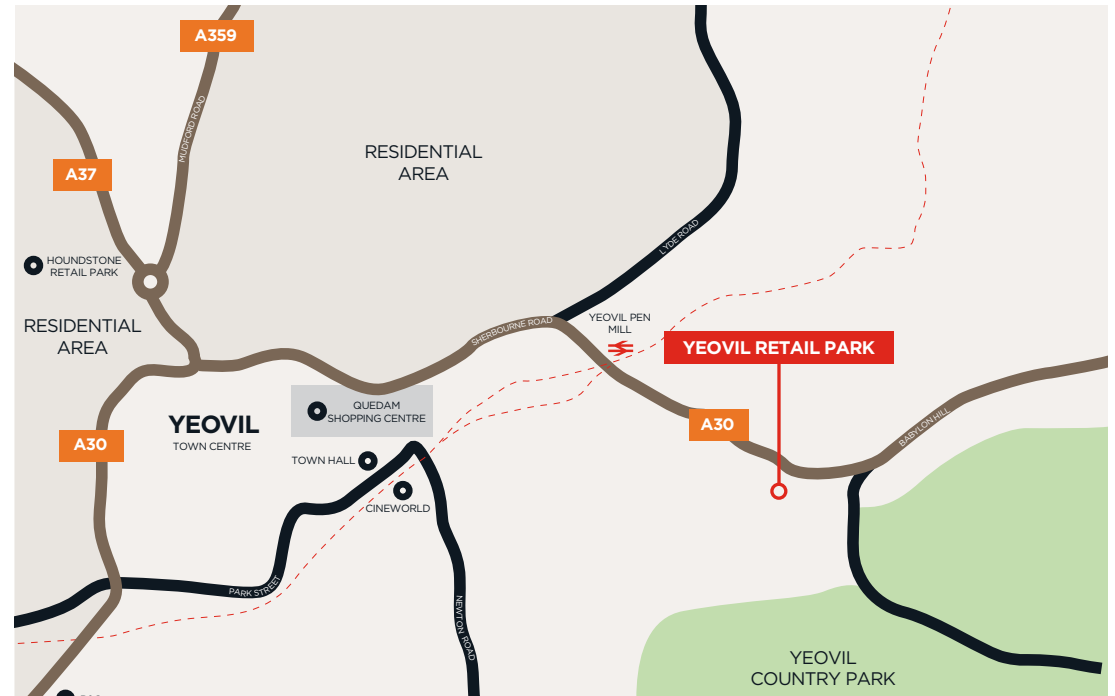 A359
MUDFORD ROAD
A37
RESIDENTIAL
AREA
LYDE ROAD
HOUNDSTONE
RETAIL PARK
RESIDENTIAL
AREA
SHERBOURNE ROAD
YEOVIL PEN
MILL
YEOVIL RETAIL PARK
QUEDAM
SHOPPING CENTRE
YEOVIL
TOWN CENTRE
A30
A30
BABYLON HILL
TOWN HALL
CINEWORLD
PARK STREET
NEWTON ROAD
YEOVIL
COUNTRY PARK